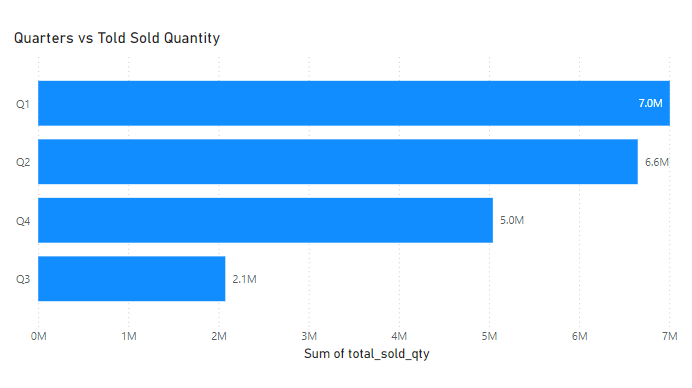 Quarters vs Told Sold Quantity
Q1 7.0M
Q2 6.6M
Q4 5.0M
Q3 2.1M
0M 1M 2M 3M 4M 5M 6M 7M
Sum of total_sold_qty